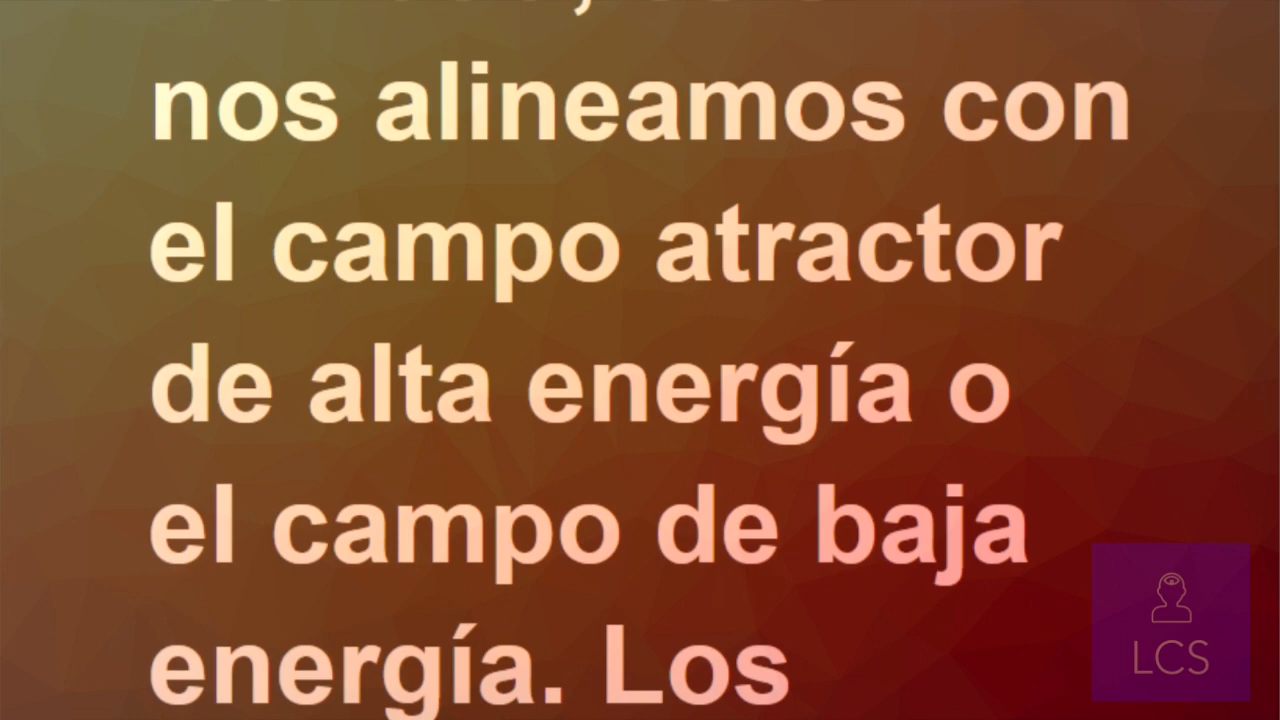 nos alineamos con
el campo atractor
de alta energía o
el campo de baja
energía. Los
LCS